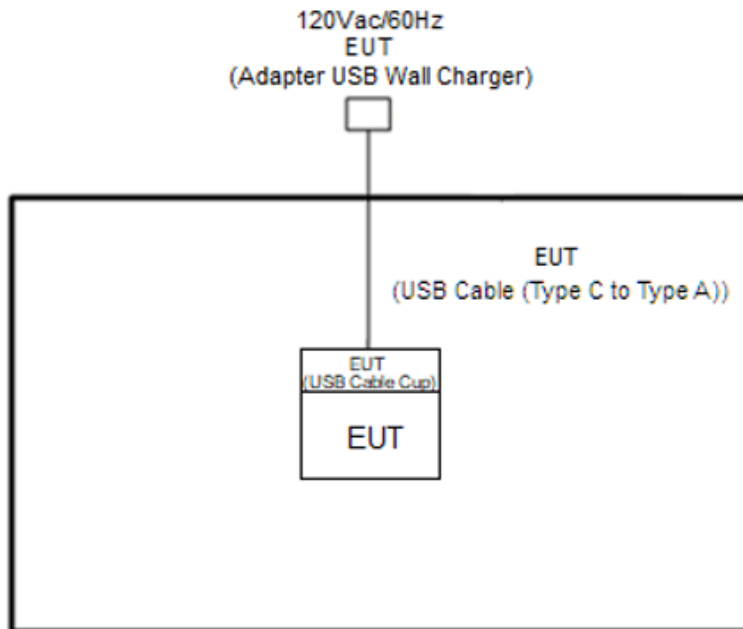 120Vac/60Hz
EUT
(Adapter USB Wall Charger)
EUT
(USB Cable (Type C to Type A))
EUT
(USB Cable Cup)
EUT